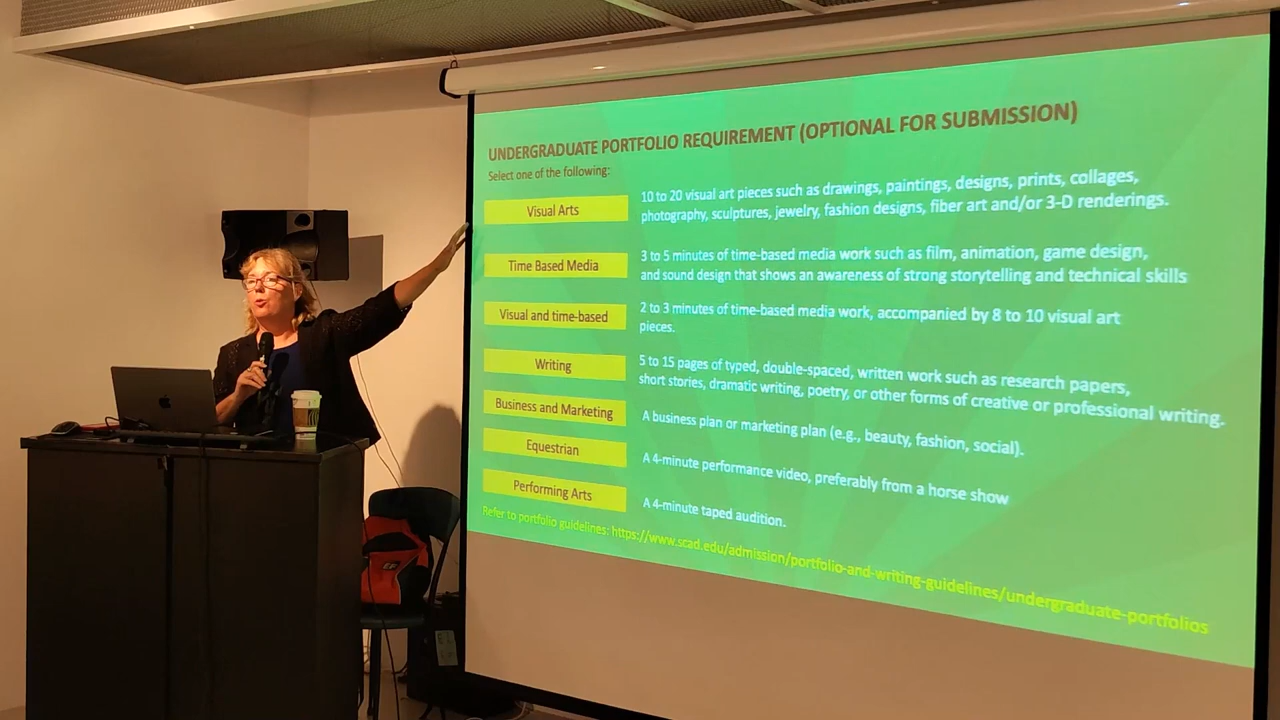 UNDERGRADUATE PORTFOLIO REQUIREMENT (OPTIONAL FOR SUBMISSION)
Select one of the following:
Visual Arts
10 to 20 visual art pieces such as drawings, paintings, designs, prints, collages,
photography, sculptures, jewelry, fashion designs, fiber art and/or 3-D renderings.
Time Based Media
3 to 5 minutes of time-based media work such as film, animation, game design,
and sound design that shows an awareness of strong storytelling and technical skills
Visual and time-based
2 to 3 minutes of time-based media work, accompanied by 8 to 10 visual art
pieces.
Writing
5 to 15 pages of typed, double-spaced, written work such as research papers,
short stories, dramatic writing, poetry, or other forms of creative or professional writing.
Business and Marketing
A business plan or marketing plan (e.g., beauty, fashion, social).
Equestrian
A 4-minute performance video, preferably from a horse show
Performing Arts
A 4-minute taped audition.
Refer to portfolio guidelines: https://www.scad.edu/admission/portfolio-and-writing-guidelines/undergraduate-portfolios